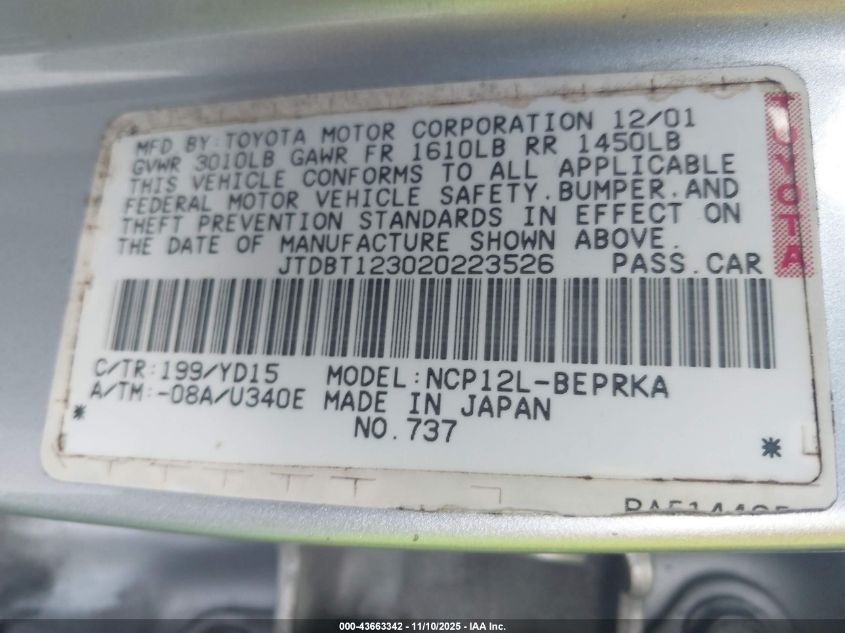 MFD BY:TOYOTA MOTOR CORPORATION 12/01
GVWR 3010LB GAWR FR 1610LB RR 1450LB
THIS VEHICLE CONFORMS TO ALL APPLICABLE
FEDERAL MOTOR VEHICLE SAFETY.BUMPER.AND
THEFT PREVENTION STANDARDS IN EFFECT ON
THE DATE OF MANUFACTURE SHOWN ABOVE.
JTDBT123020223526 PASS.CAR
TOYOTA
C/TR:199/YD15 MODEL:NCP12L-BEPRKA
A/TM:-08A/U340E MADE IN JAPAN
* NO.737 *
000-43663342 - 11/10/2025 - IAA Inc.